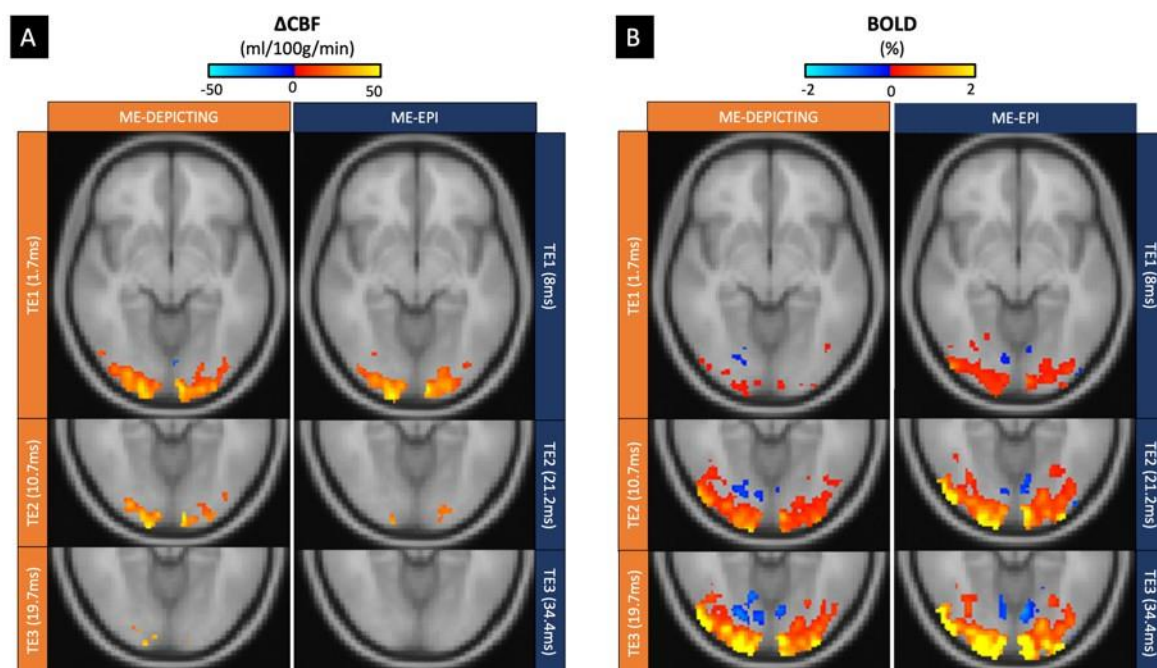 A
ΔCBF
(ml/100g/min)
-50
0
50
ME-DEPICTING
ME-EPI
TE1 (1.7ms)
TE1 (8ms)
TE2 (10.7ms)
TE2 (21.2ms)
TE3 (19.7ms)
TE3 (34.4ms)
B
BOLD
(%)
-2
0
2
ME-DEPICTING
ME-EPI
TE1 (1.7ms)
TE1 (8ms)
TE2 (10.7ms)
TE2 (21.2ms)
TE3 (19.7ms)
TE3 (34.4ms)